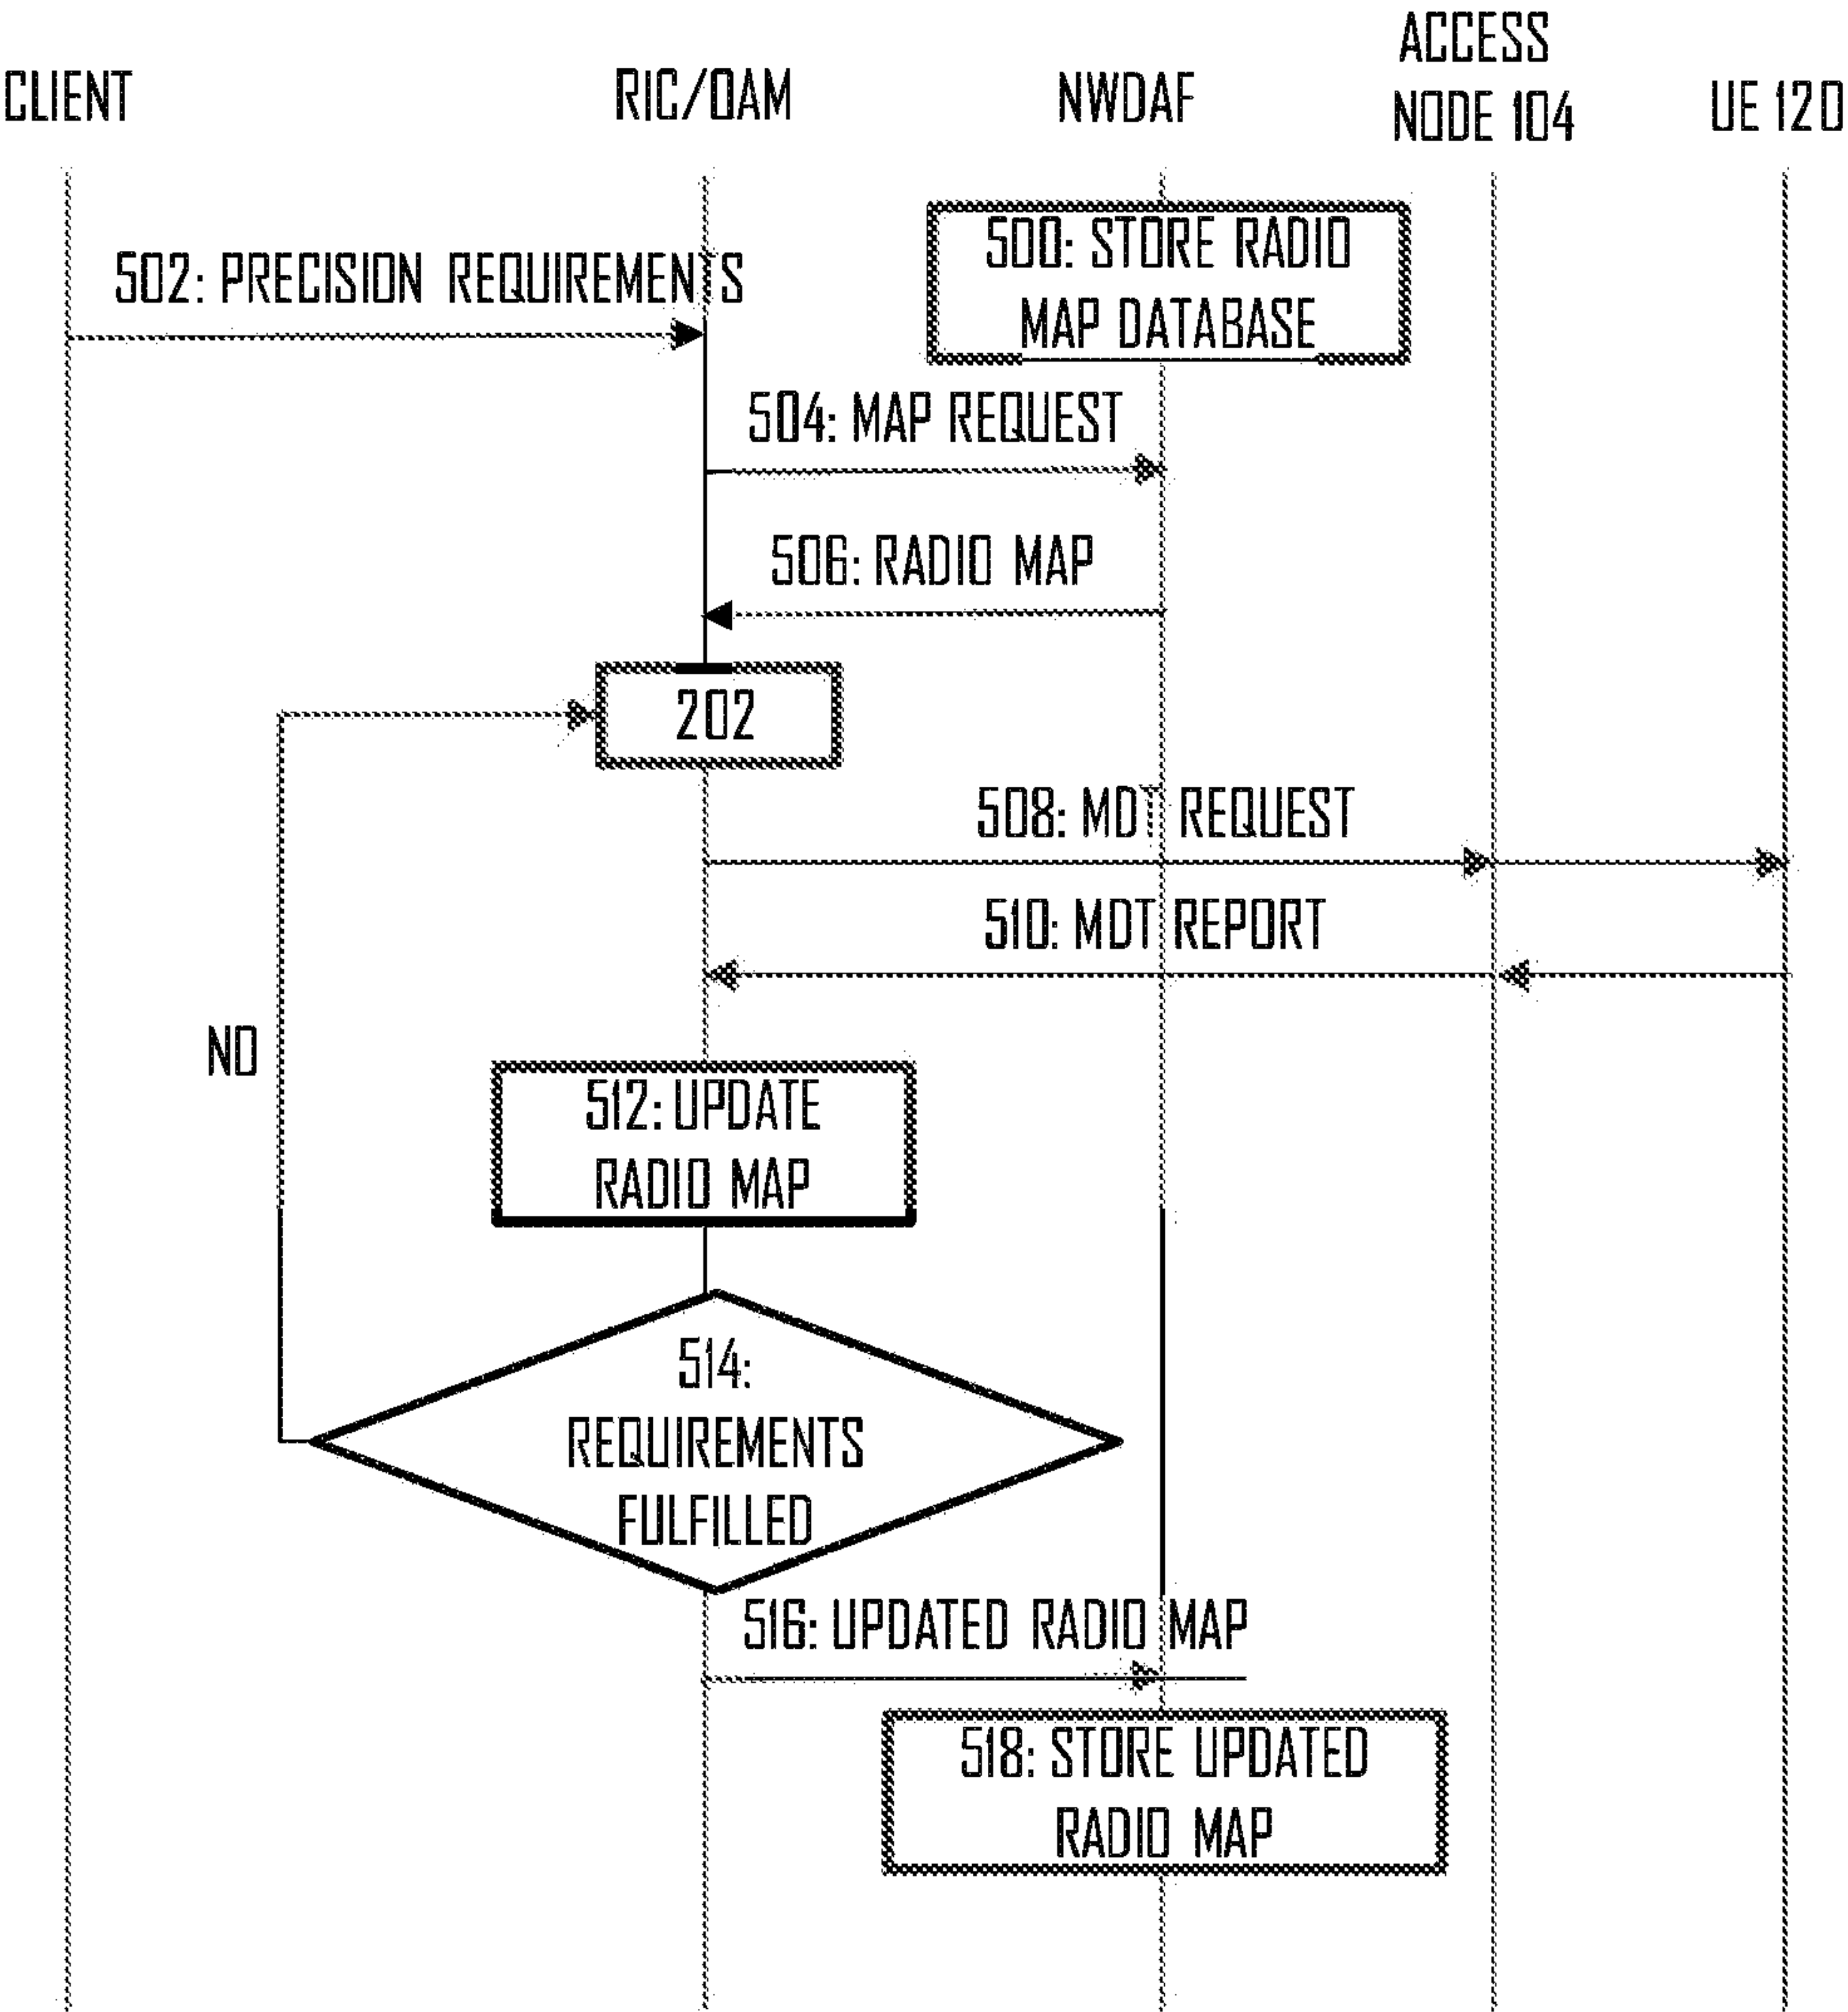 CLIENT
RIC/OAM
NWDAF
ACCESS
NODE 104
UE 120
500: STORE RADIO
MAP DATABASE
502: PRECISION REQUIREMENTS
504: MAP REQUEST
506: RADIO MAP
202
508: MDT REQUEST
510: MDT REPORT
NO
512: UPDATE
RADIO MAP
514:
REQUIREMENTS
FULFILLED
516: UPDATED RADIO MAP
518: STORE UPDATED
RADIO MAP